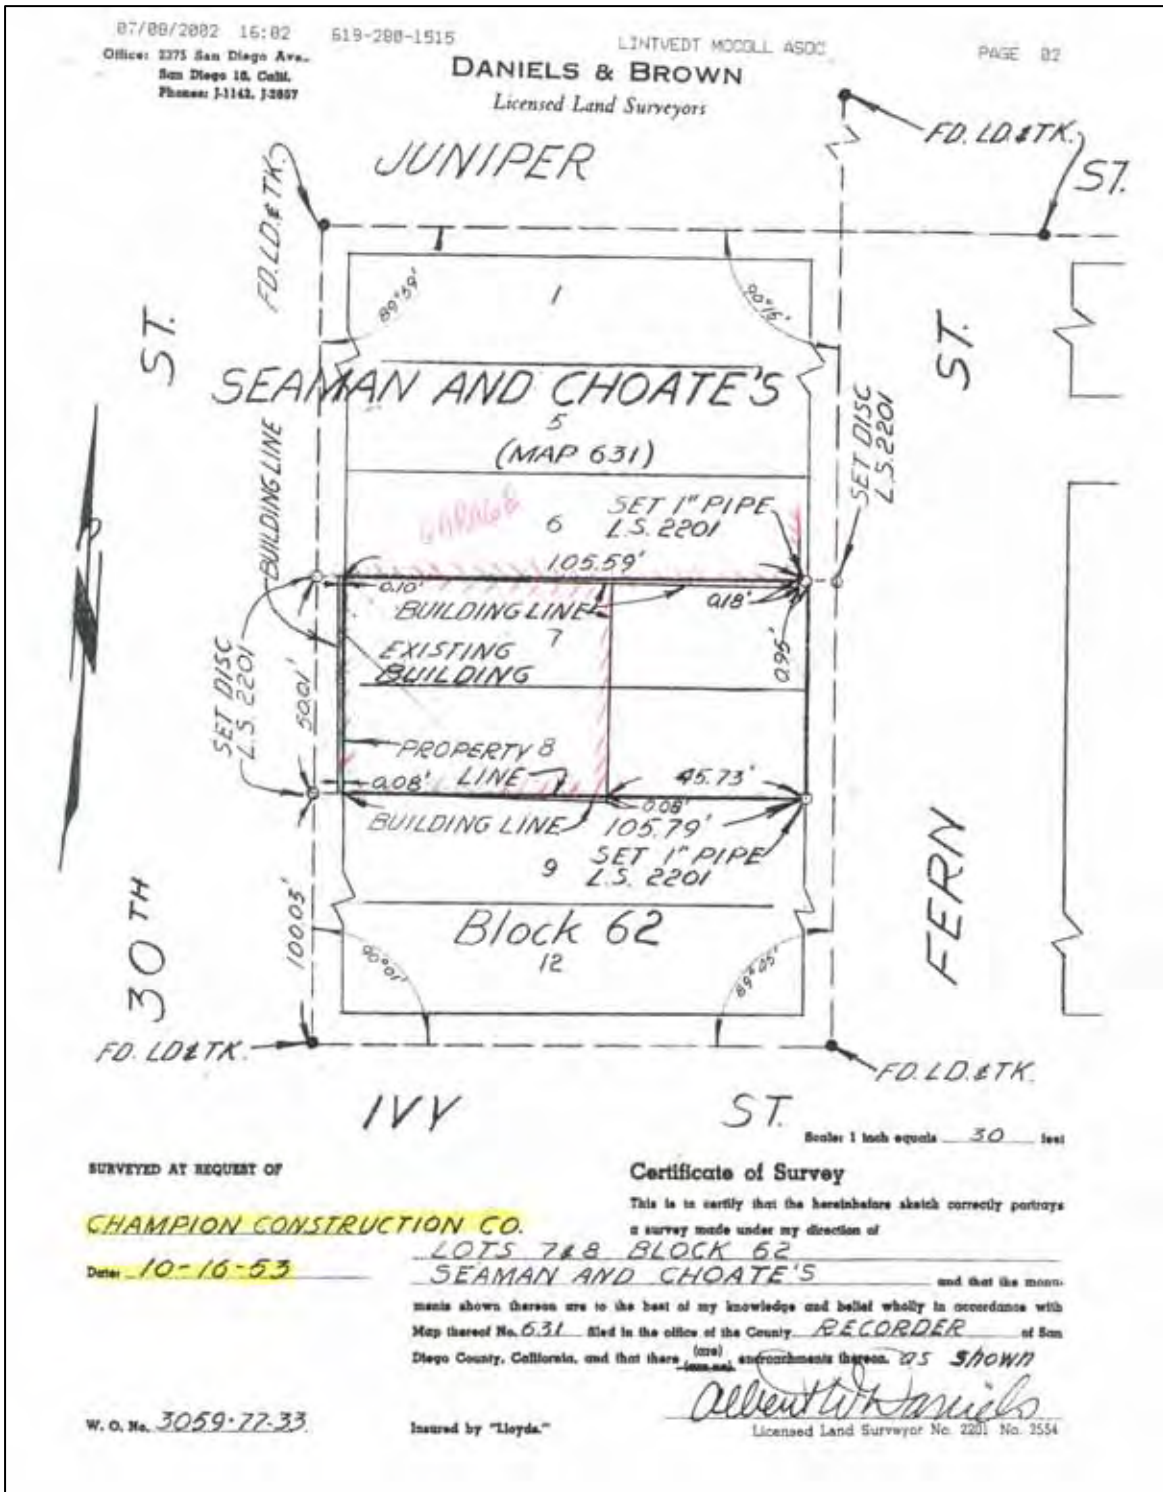 07/08/2002 16:02 619-280-1515 LINTVEDT MCCOLL ASOC PAGE 02
Office: 2375 San Diego Ave.
San Diego 10, Calif.
Phones: J-1142, J-2807
DANIELS & BROWN
Licensed Land Surveyors
JUNIPER ST.
FD. LD. & TK.
FD. LD. & TK.
89°59'
90°15'
1
ST.
ST.
SEAMAN AND CHOATE'S
5
(MAP 631)
BUILDING LINE
SET DISC
L.S. 2201
GARAGE
6
SET 1" PIPE
L.S. 2201
105.59'
0.10'
BUILDING LINE
0.18'
7
EXISTING
BUILDING
0.95'
SET DISC
L.S. 2201
50.01'
PROPERTY
LINE
8
0.08'
45.73'
0.08'
BUILDING LINE
105.79'
9
SET 1" PIPE
L.S. 2201
Block 62
12
100.03'
90°01'
89°05'
30TH
FERN
FD. LD & TK.
FD. LD. & TK.
IVY ST.
Scale: 1 inch equals 30 feet
SURVEYED AT REQUEST OF
CHAMPION CONSTRUCTION CO.
Date: 10-16-53
Certificate of Survey
This is to certify that the hereinbefore sketch correctly portrays
a survey made under my direction of
LOTS 7 & 8 BLOCK 62
SEAMAN AND CHOATE'S and that the monu-
ments shown thereon are to the best of my knowledge and belief wholly in accordance with
Map thereof No. 631 filed in the office of the County RECORDER of San
Diego County, California, and that there (are) (are no) encroachments thereon. as shown
Albert W Daniels
Licensed Land Surveyor No. 2201 No. 2554
W. O. No. 3059-77-33
Insured by "Lloyds."